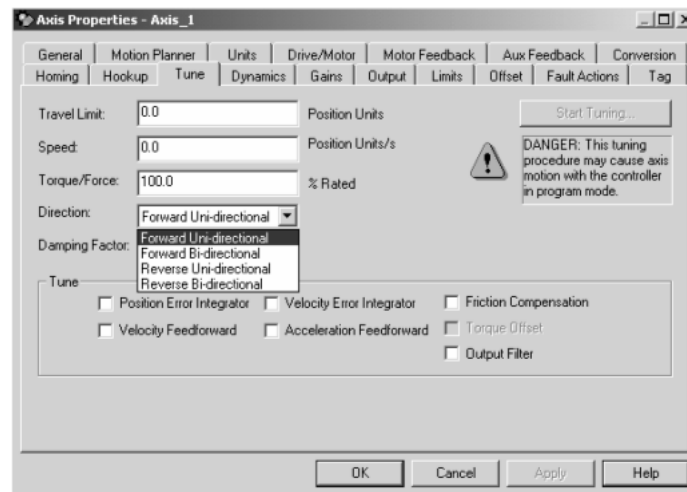 Axis Properties - Axis_1
General Motion Planner Units Drive/Motor Motor Feedback Aux Feedback Conversion
Homing Hookup Tune Dynamics Gains Output Limits Offset Fault Actions Tag
Travel Limit: 0.0 Position Units Start Tuning...
Speed: 0.0 Position Units/s
DANGER: This tuning
procedure may cause axis
motion with the controller
in program mode.
Torque/Force: 100.0 % Rated
Direction: Forward Uni-directional
Forward Uni-directional
Forward Bi-directional
Reverse Uni-directional
Reverse Bi-directional
Damping Factor:
Tune
Position Error Integrator Velocity Error Integrator Friction Compensation
Velocity Feedforward Acceleration Feedforward Torque Offset
Output Filter
OK Cancel Apply Help